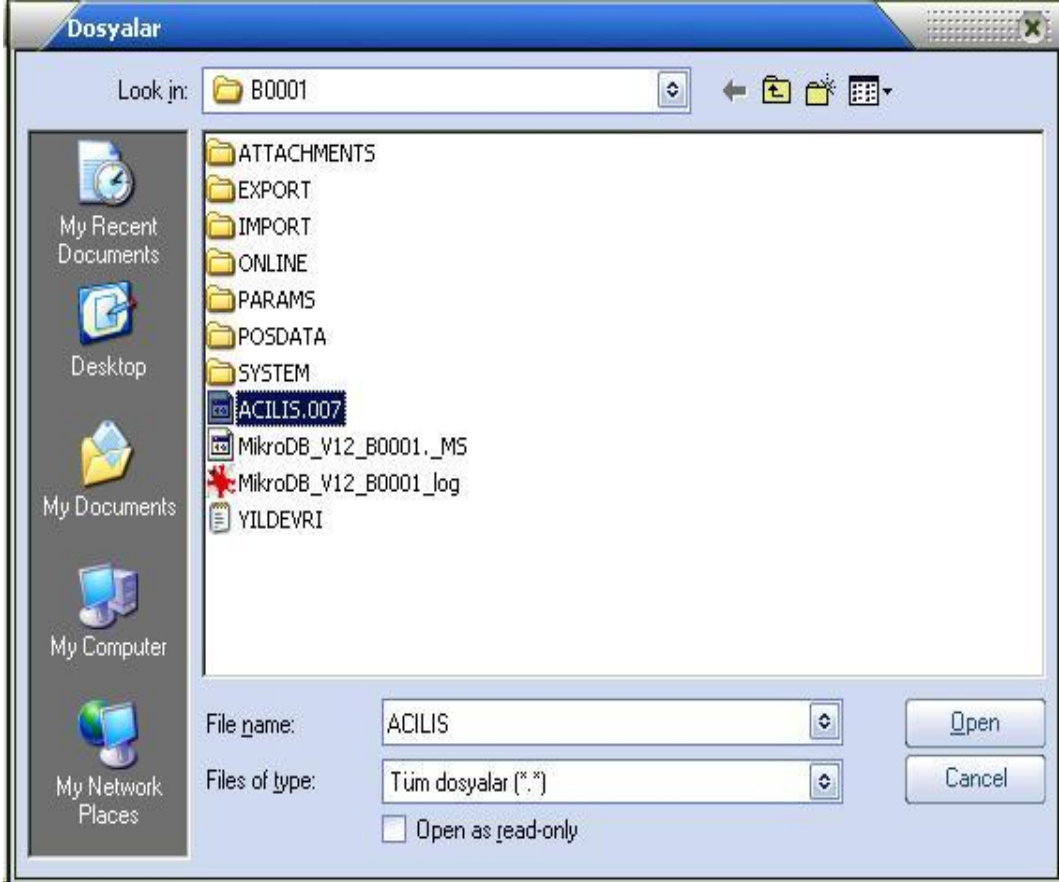 Dosyalar
Look in: B0001
My Recent
Documents
Desktop
My Documents
My Computer
My Network
Places
ATTACHMENTS
EXPORT
IMPORT
ONLINE
PARAMS
POSDATA
SYSTEM
ACILIS.007
MikroDB_V12_B0001._MS
MikroDB_V12_B0001_log
YILDEVRI
File name: ACILIS Open
Files of type: Tüm dosyalar (*.*) Cancel
Open as read-only